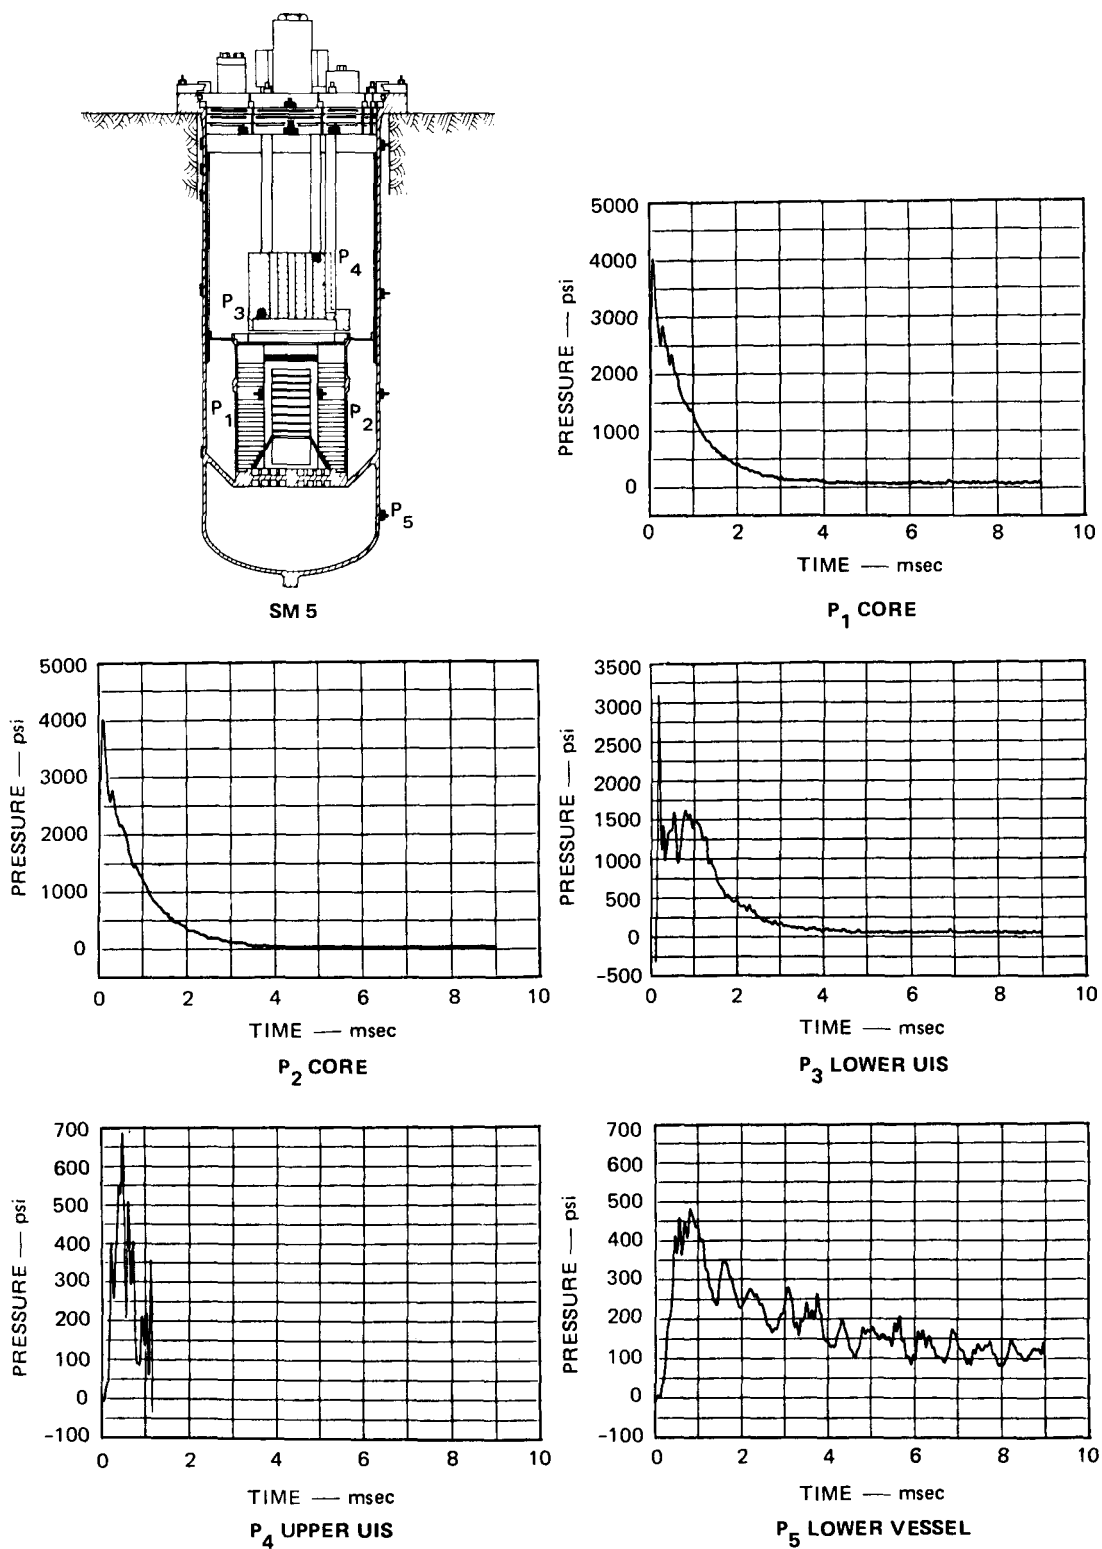 P4
P3
P1
P2
P5
SM 5
5000
4000
3000
2000
1000
0
PRESSURE — psi
0 2 4 6 8 10
TIME — msec
P1 CORE
5000
4000
3000
2000
1000
0
PRESSURE — psi
0 2 4 6 8 10
TIME — msec
P2 CORE
3500
3000
2500
2000
1500
1000
500
0
-500
PRESSURE — psi
0 2 4 6 8 10
TIME — msec
P3 LOWER UIS
700
600
500
400
300
200
100
0
-100
PRESSURE — psi
0 2 4 6 8 10
TIME — msec
P4 UPPER UIS
700
600
500
400
300
200
100
0
-100
PRESSURE — psi
0 2 4 6 8 10
TIME — msec
P5 LOWER VESSEL